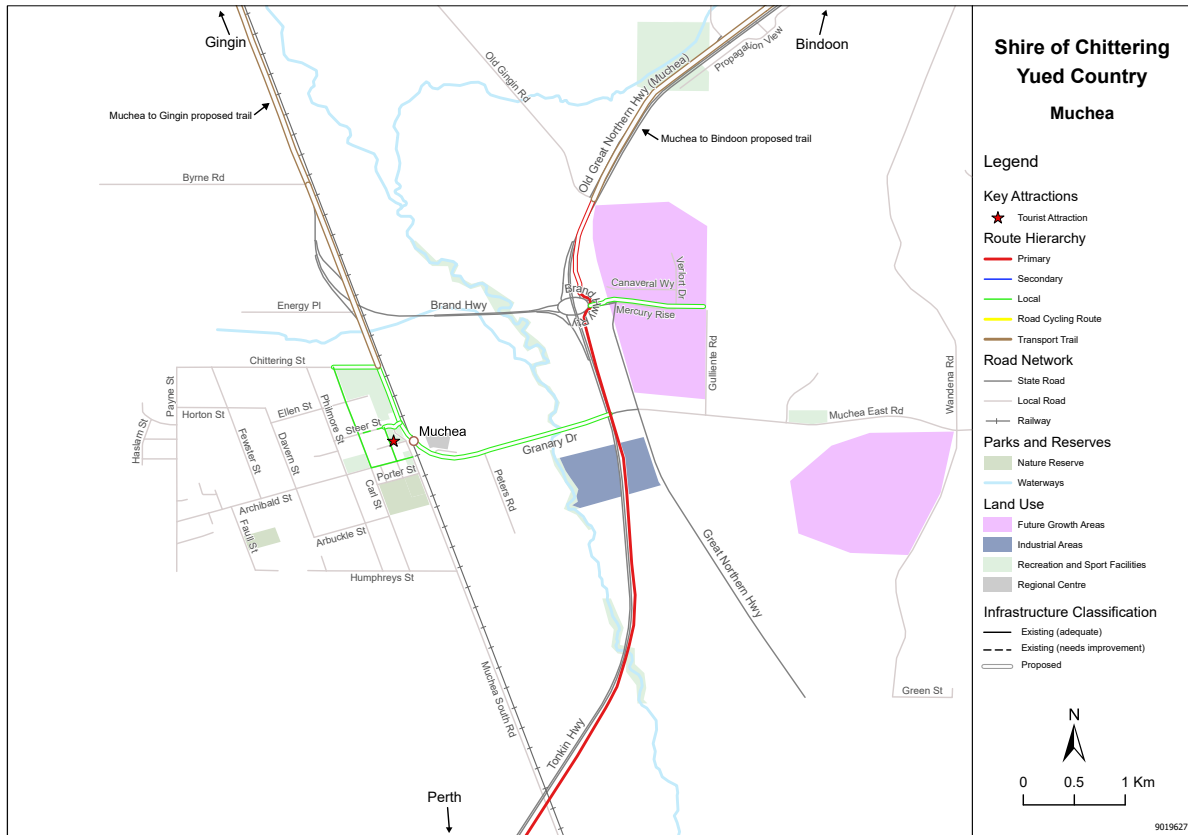 Gingin
Bindoon
Old Gingin Rd
Propagation View
Old Great Northern Hwy (Muchea)
Muchea to Gingin proposed trail
Muchea to Bindoon proposed trail
Byrne Rd
Verlort Dr
Canaveral Wy
Brand Hwy
Brand Hwy
Mercury Rise
Energy Pl
Gulliente Rd
Wandena Rd
Chittering St
Payne St
Horton St
Ellen St
Philmore St
Steer St
Haslam St
Fewster St
Davern St
Muchea
Muchea East Rd
Granary Dr
Porter St
Peters Rd
Carl St
Archibald St
Faull St
Arbuckle St
Humphreys St
Great Northern Hwy
Muchea South Rd
Green St
Tonkin Hwy
Perth
Shire of Chittering
Yued Country
Muchea
Legend
Key Attractions
Tourist Attraction
Route Hierarchy
Primary
Secondary
Local
Road Cycling Route
Transport Trail
Road Network
State Road
Local Road
Railway
Parks and Reserves
Nature Reserve
Waterways
Land Use
Future Growth Areas
Industrial Areas
Recreation and Sport Facilities
Regional Centre
Infrastructure Classification
Existing (adequate)
Existing (needs improvement)
Proposed
N
0 0.5 1 Km
9019627